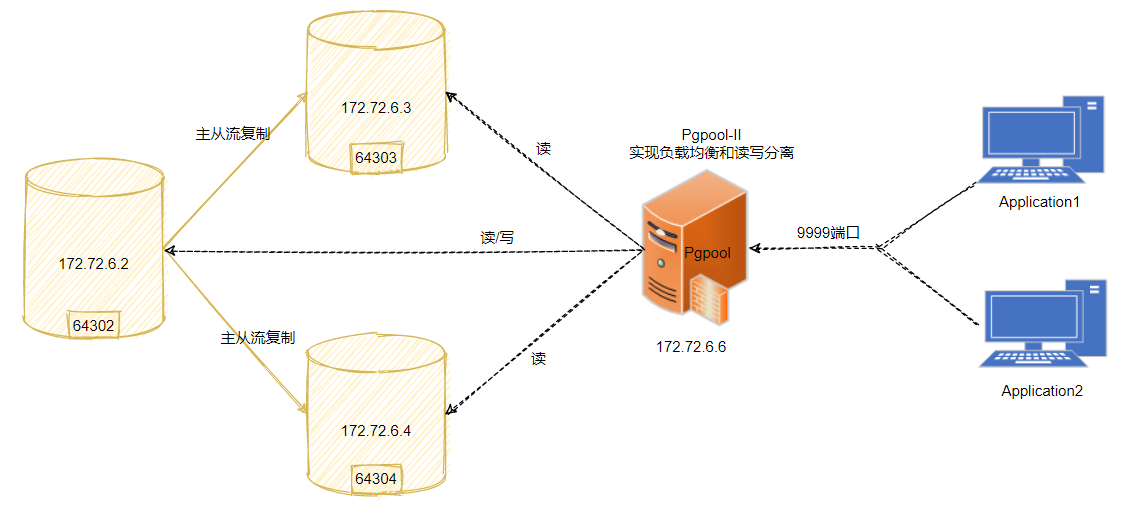 172.72.6.3
64303
主从流复制
172.72.6.2
64302
主从流复制
172.72.6.4
64304
读
读/写
读
Pgpool-II
实现负载均衡和读写分离
Pgpool
172.72.6.6
9999端口
Application1
Application2